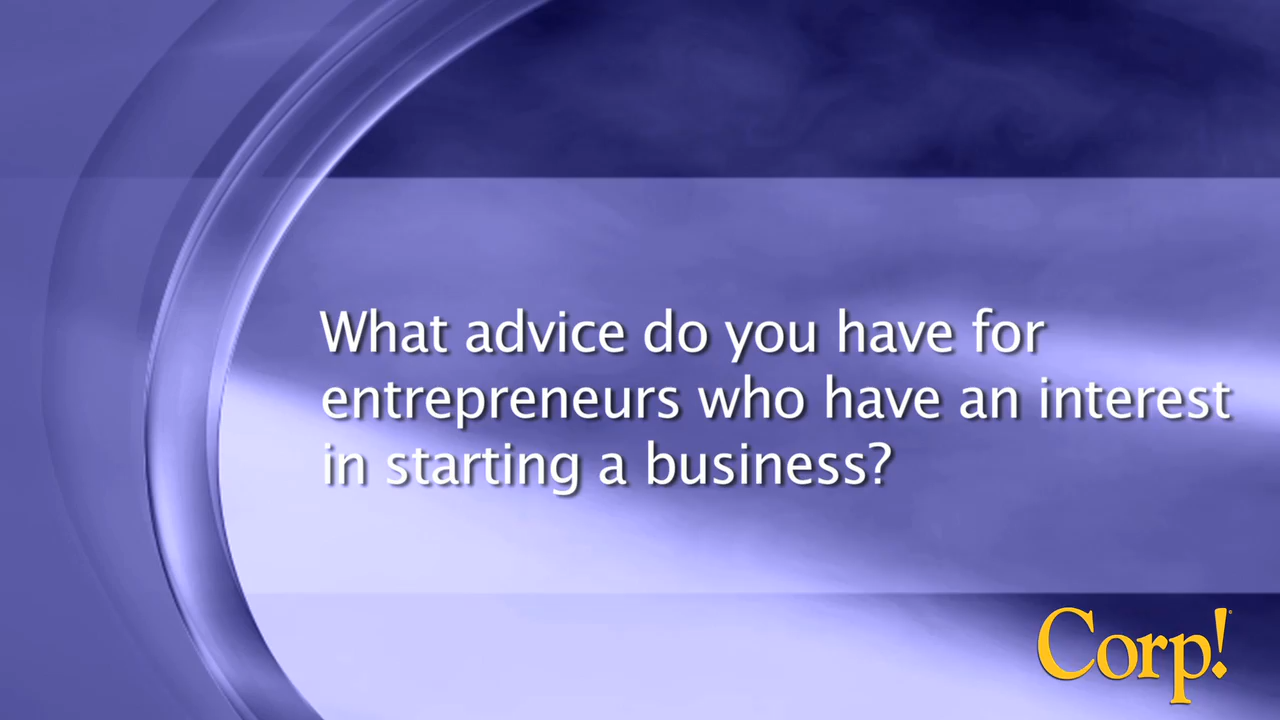 What advice do you have for
entrepreneurs who have an interest
in starting a business?
Corp!